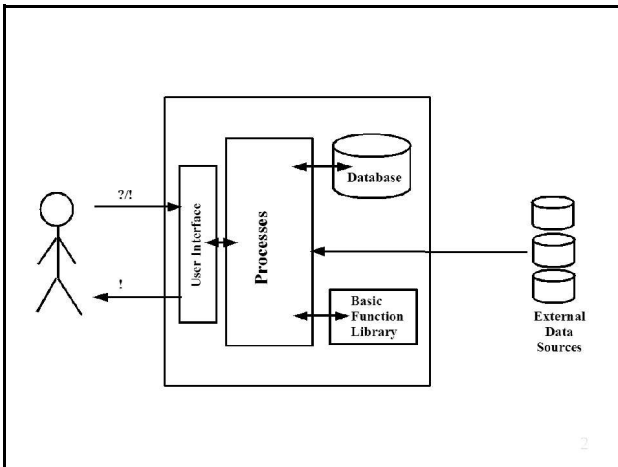 ?/!
!
User Interface
Processes
Database
Basic
Function
Library
External
Data
Sources
2